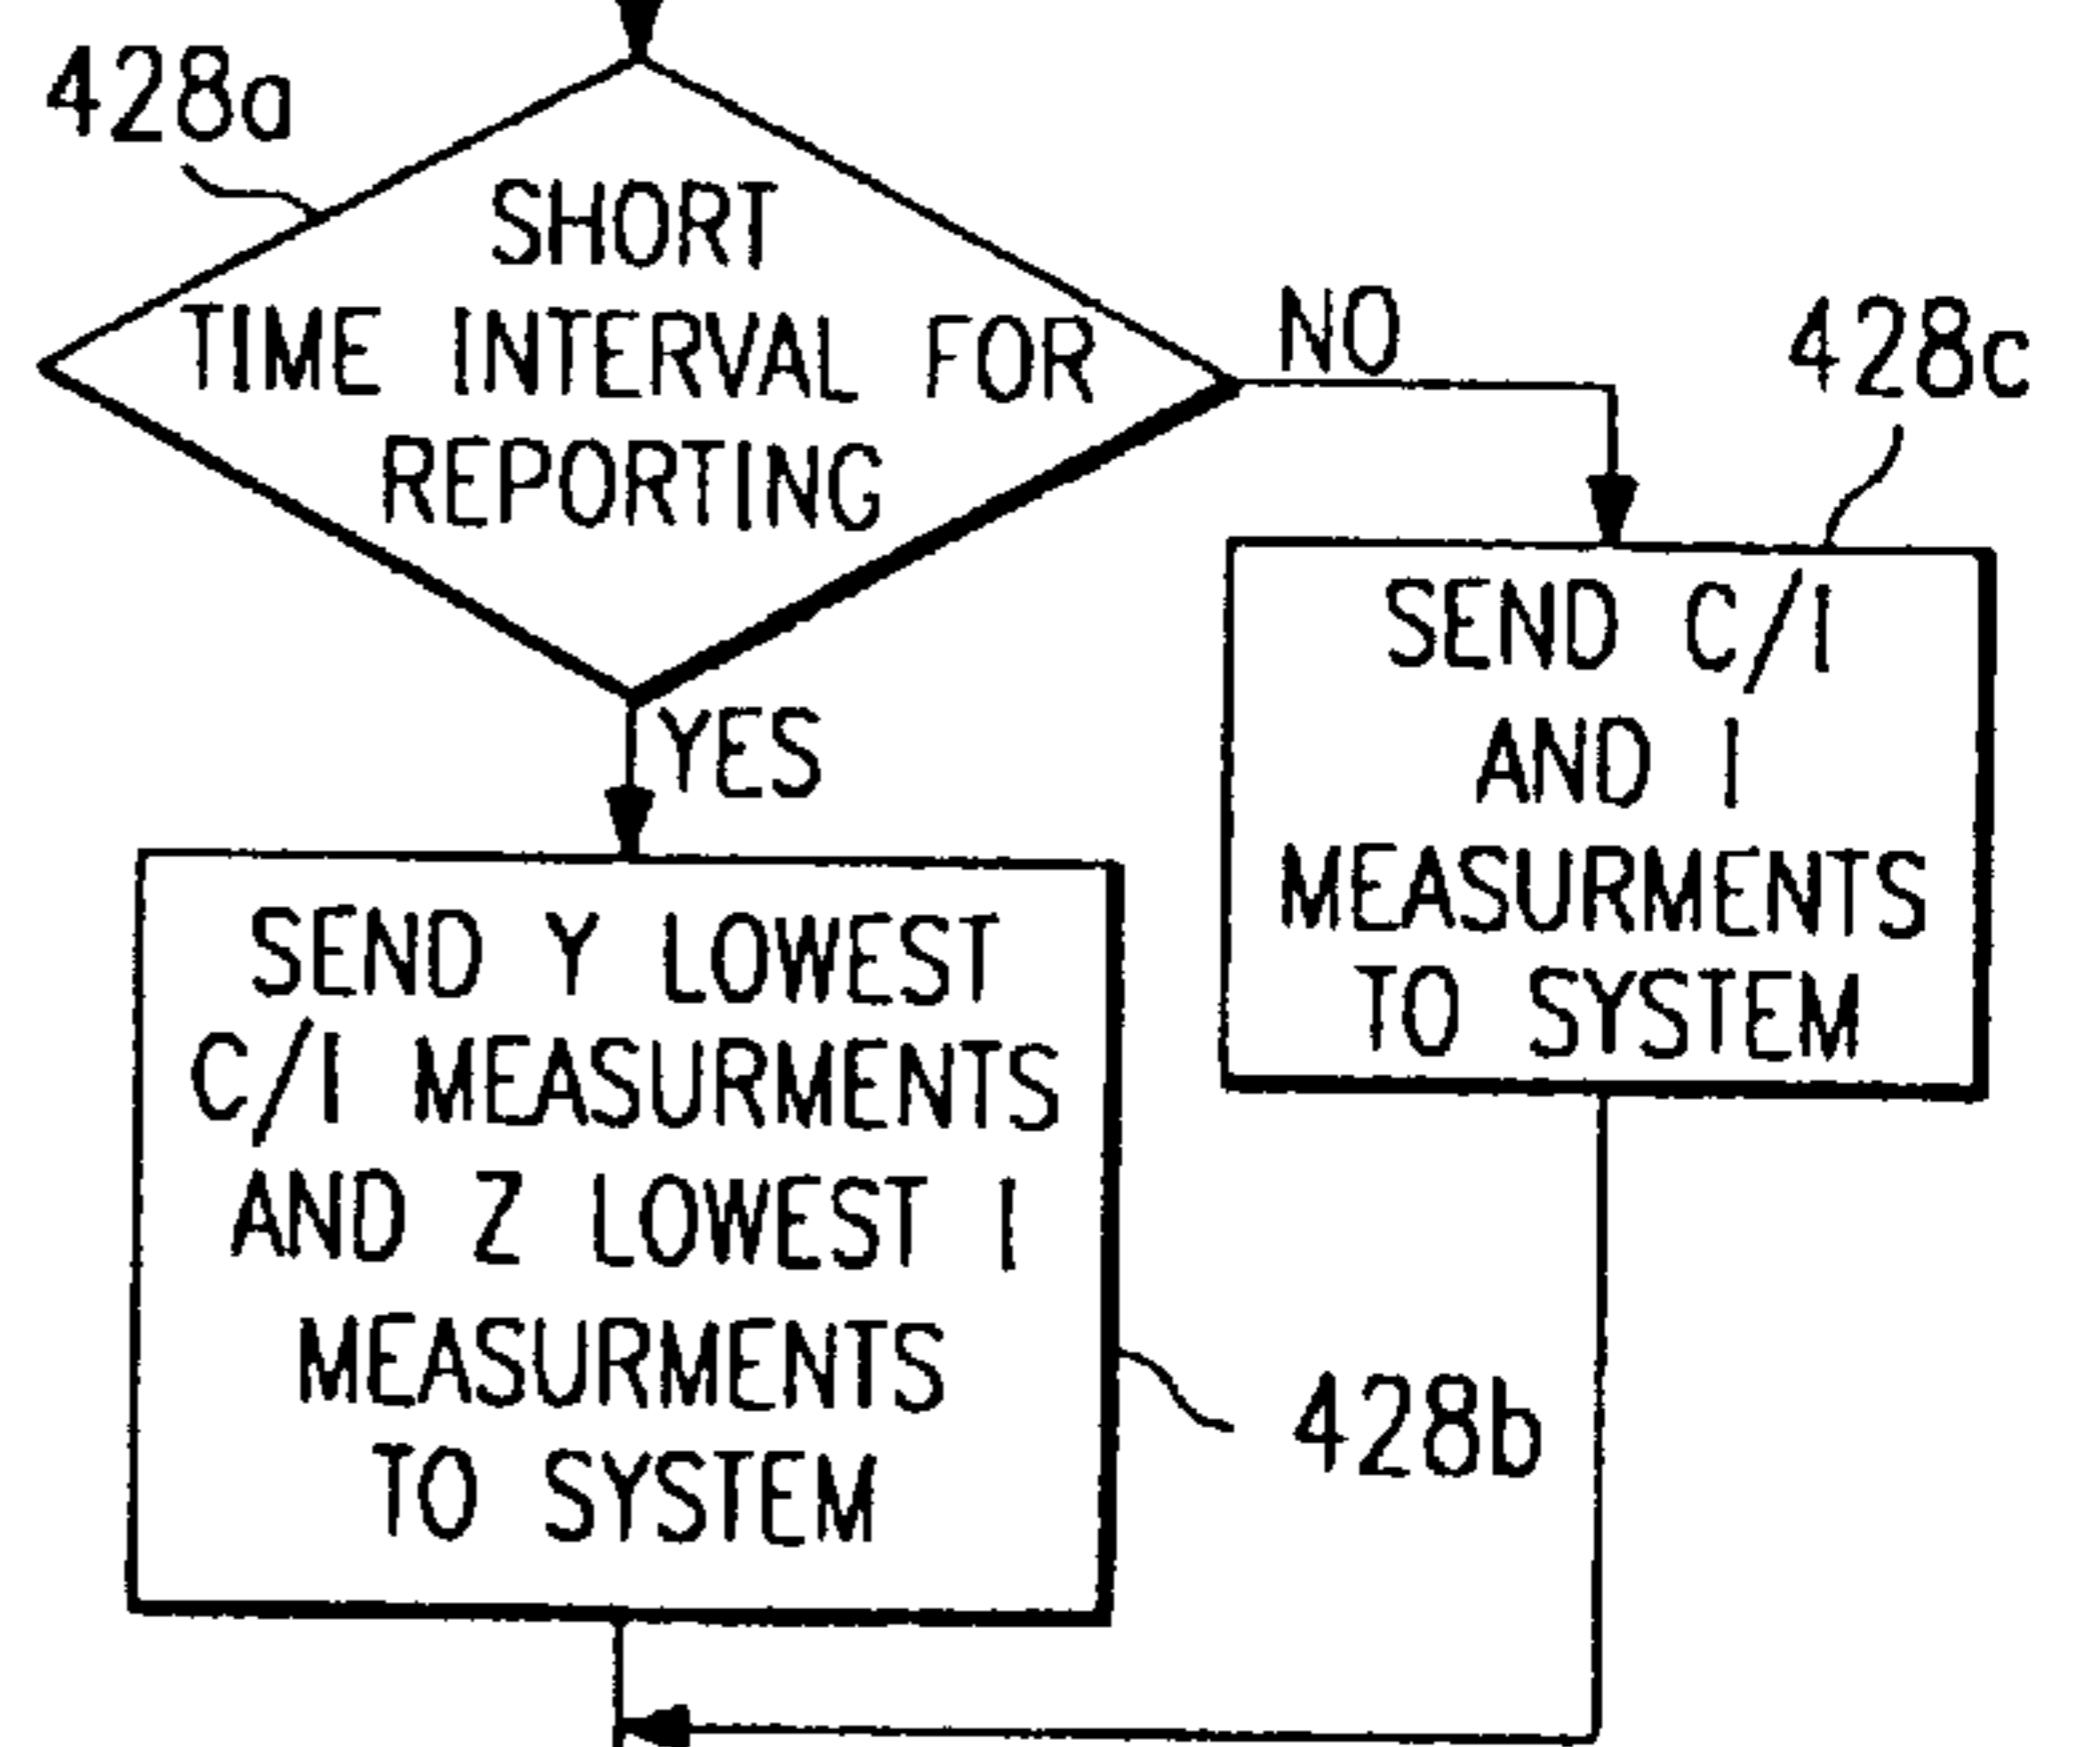 428a
SHORT
TIME INTERVAL FOR
REPORTING
NO
428c
YES
SEND C/I
AND I
MEASURMENTS
TO SYSTEM
SEND Y LOWEST
C/I MEASURMENTS
AND Z LOWEST I
MEASURMENTS
TO SYSTEM
428b